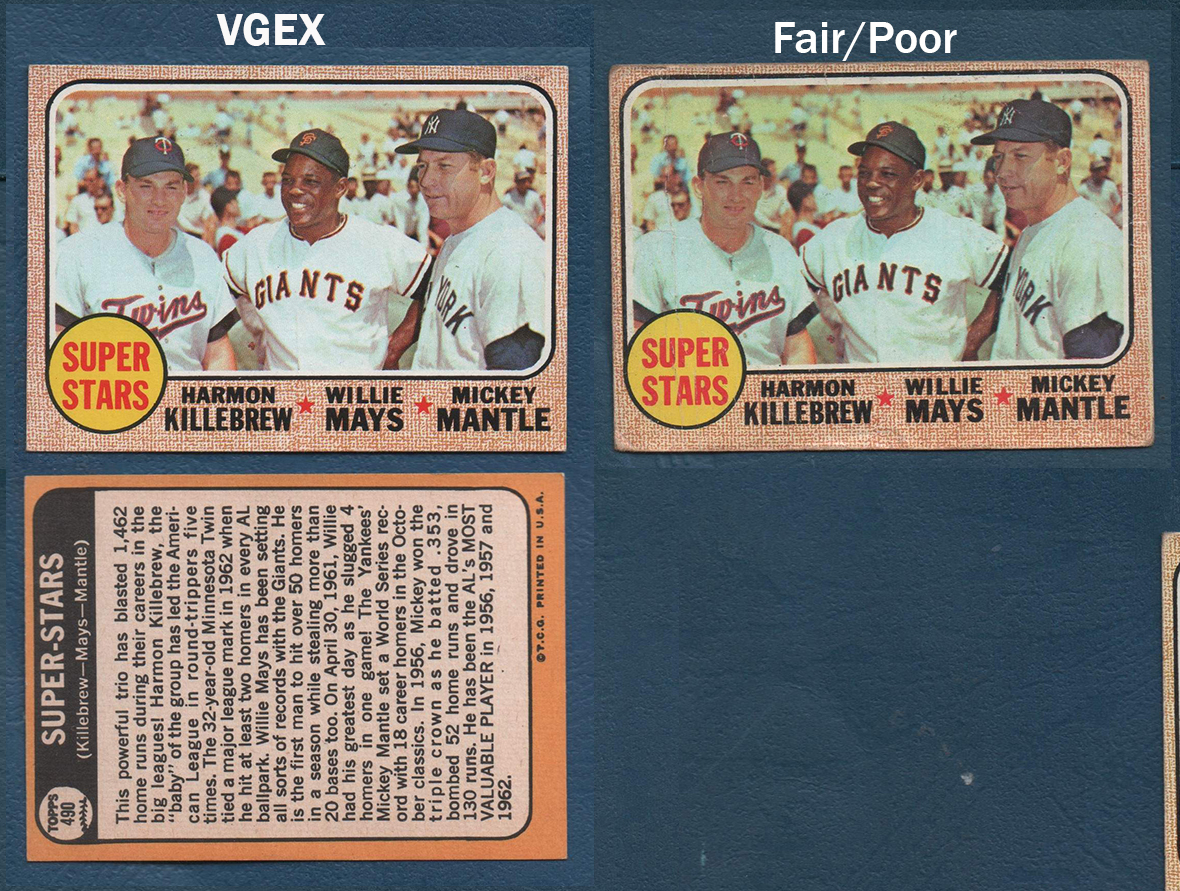 VGEX
Fair/Poor
Twins
GIANTS
YORK
SUPER
STARS
HARMON
KILLEBREW
WILLIE
MAYS
MICKEY
MANTLE
Twins
GIANTS
YORK
SUPER
STARS
HARMON
KILLEBREW
WILLIE
MAYS
MICKEY
MANTLE
TOPPS
490
SUPER-STARS
(Killebrew—Mays—Mantle)
This powerful trio has blasted 1,462
home runs during their careers in the
big leagues! Harmon Killebrew, the
"baby" of the group has led the Ameri-
can League in round-trippers five
times. The 32-year-old Minnesota Twin
tied a major league mark in 1962 when
he hit at least two homers in every AL
ballpark. Willie Mays has been setting
all sorts of records with the Giants. He
is the first man to hit over 50 homers
in a season while stealing more than
20 bases too. On April 30, 1961, Willie
had his greatest day as he slugged 4
homers in one game! The Yankees'
Mickey Mantle set a World Series rec-
ord with 18 career homers in the Octo-
ber classics. In 1956, Mickey won the
triple crown as he batted .353,
bombed 52 home runs and drove in
130 runs. He has been the AL's MOST
VALUABLE PLAYER in 1956, 1957 and
1962.
©T.C.G. PRINTED IN U.S.A.